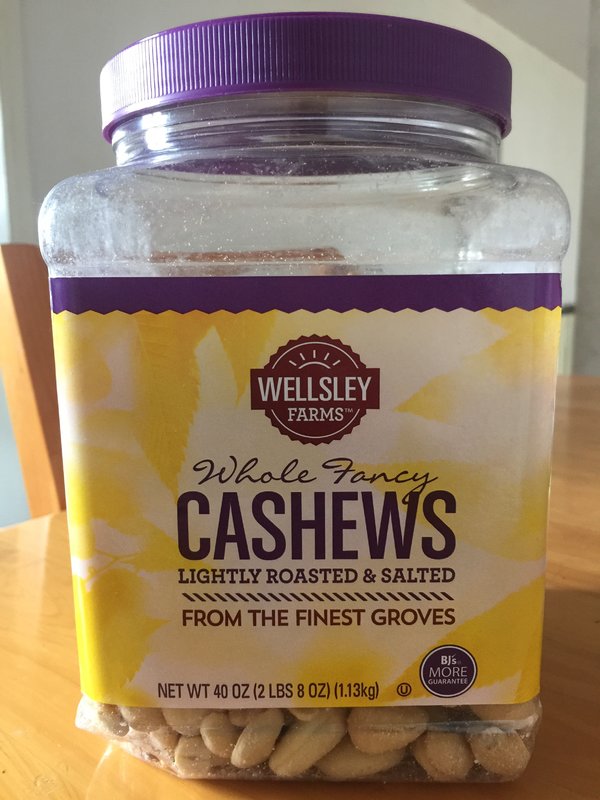 WELLSLEY
FARMS™
Whole Fancy
CASHEWS
LIGHTLY ROASTED & SALTED
FROM THE FINEST GROVES
BJ's
MORE
GUARANTEE
NET WT 40 OZ (2 LBS 8 OZ) (1.13kg) U